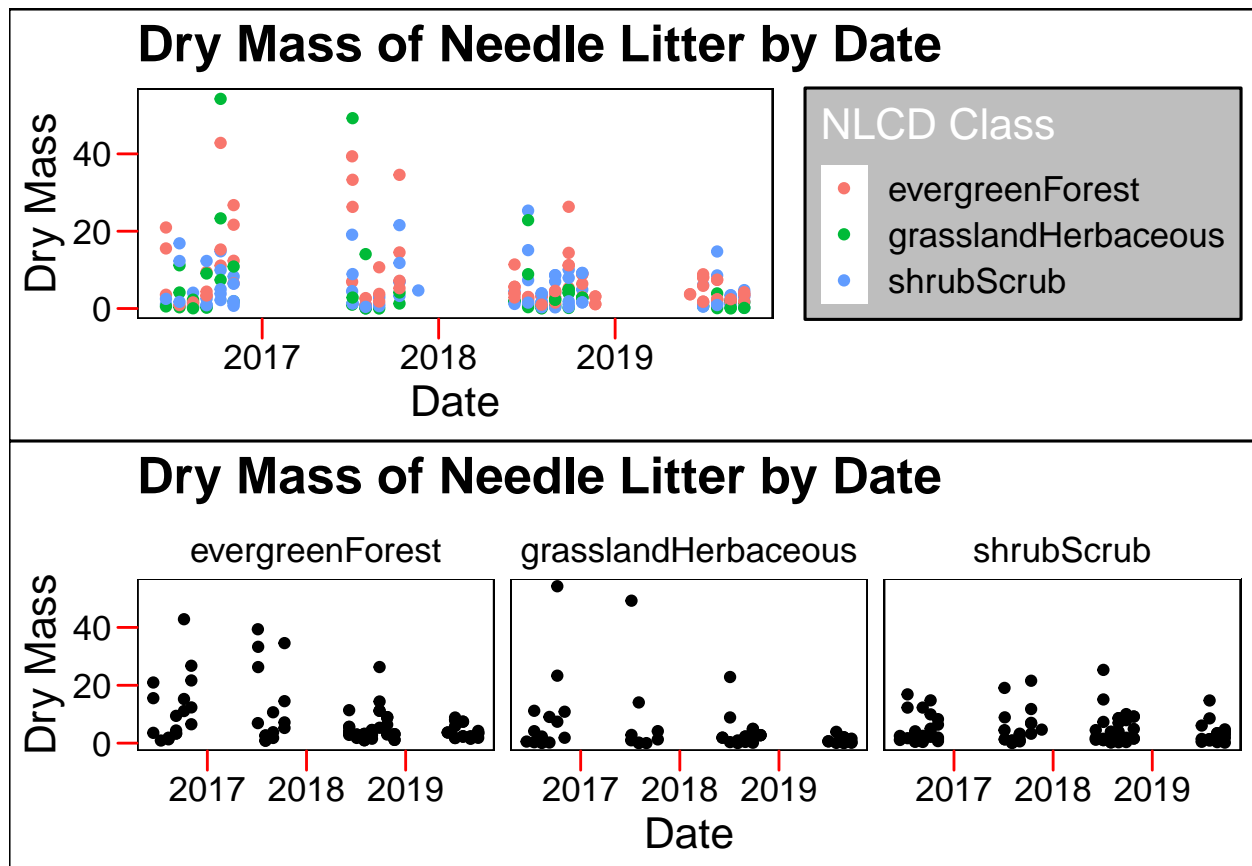 Dry Mass of Needle Litter by Date
Dry Mass
40
20
0
2017 2018 2019
Date
NLCD Class
evergreenForest
grasslandHerbaceous
shrubScrub
Dry Mass of Needle Litter by Date
evergreenForest grasslandHerbaceous shrubScrub
Dry Mass
40
20
0
2017 2018 2019 2017 2018 2019 2017 2018 2019
Date